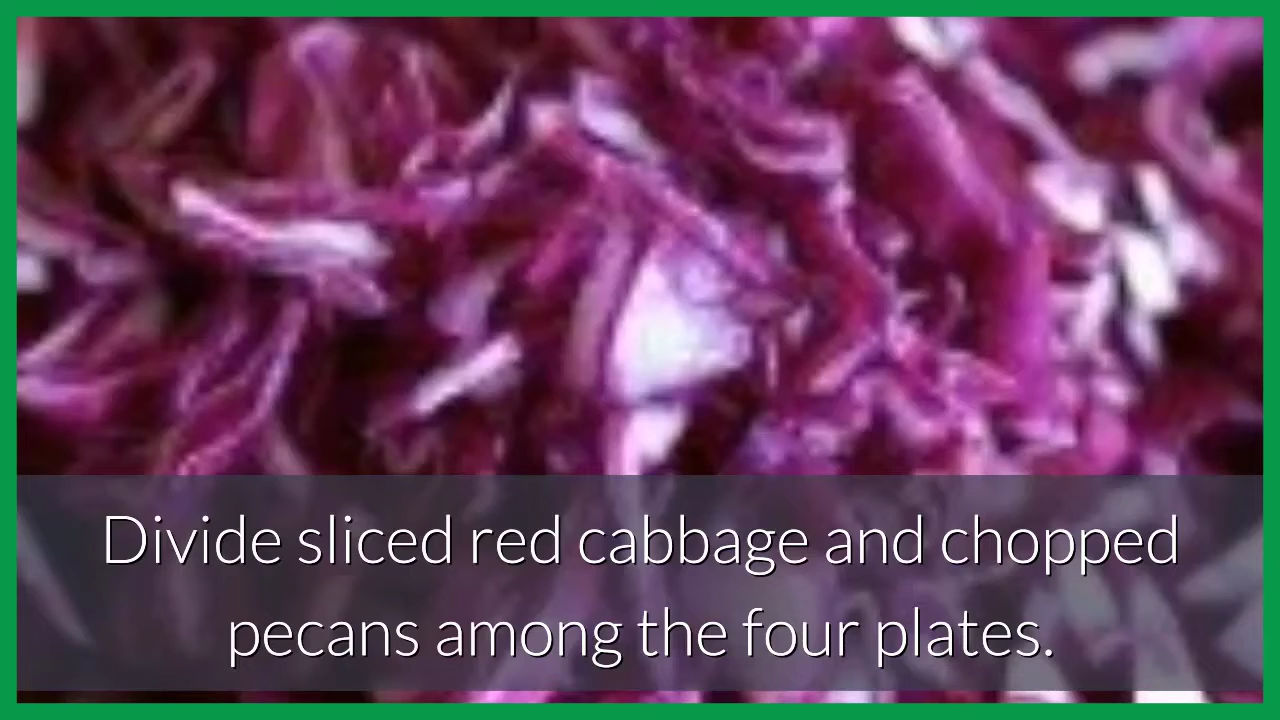 Divide sliced red cabbage and chopped
pecans among the four plates.